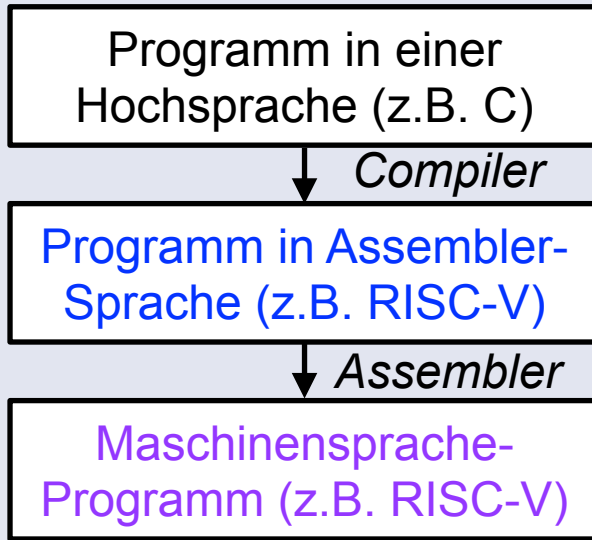 Programm in einer
Hochsprache (z.B. C)
Compiler
Programm in Assembler-
Sprache (z.B. RISC-V)
Assembler
Maschinensprache-
Programm (z.B. RISC-V)